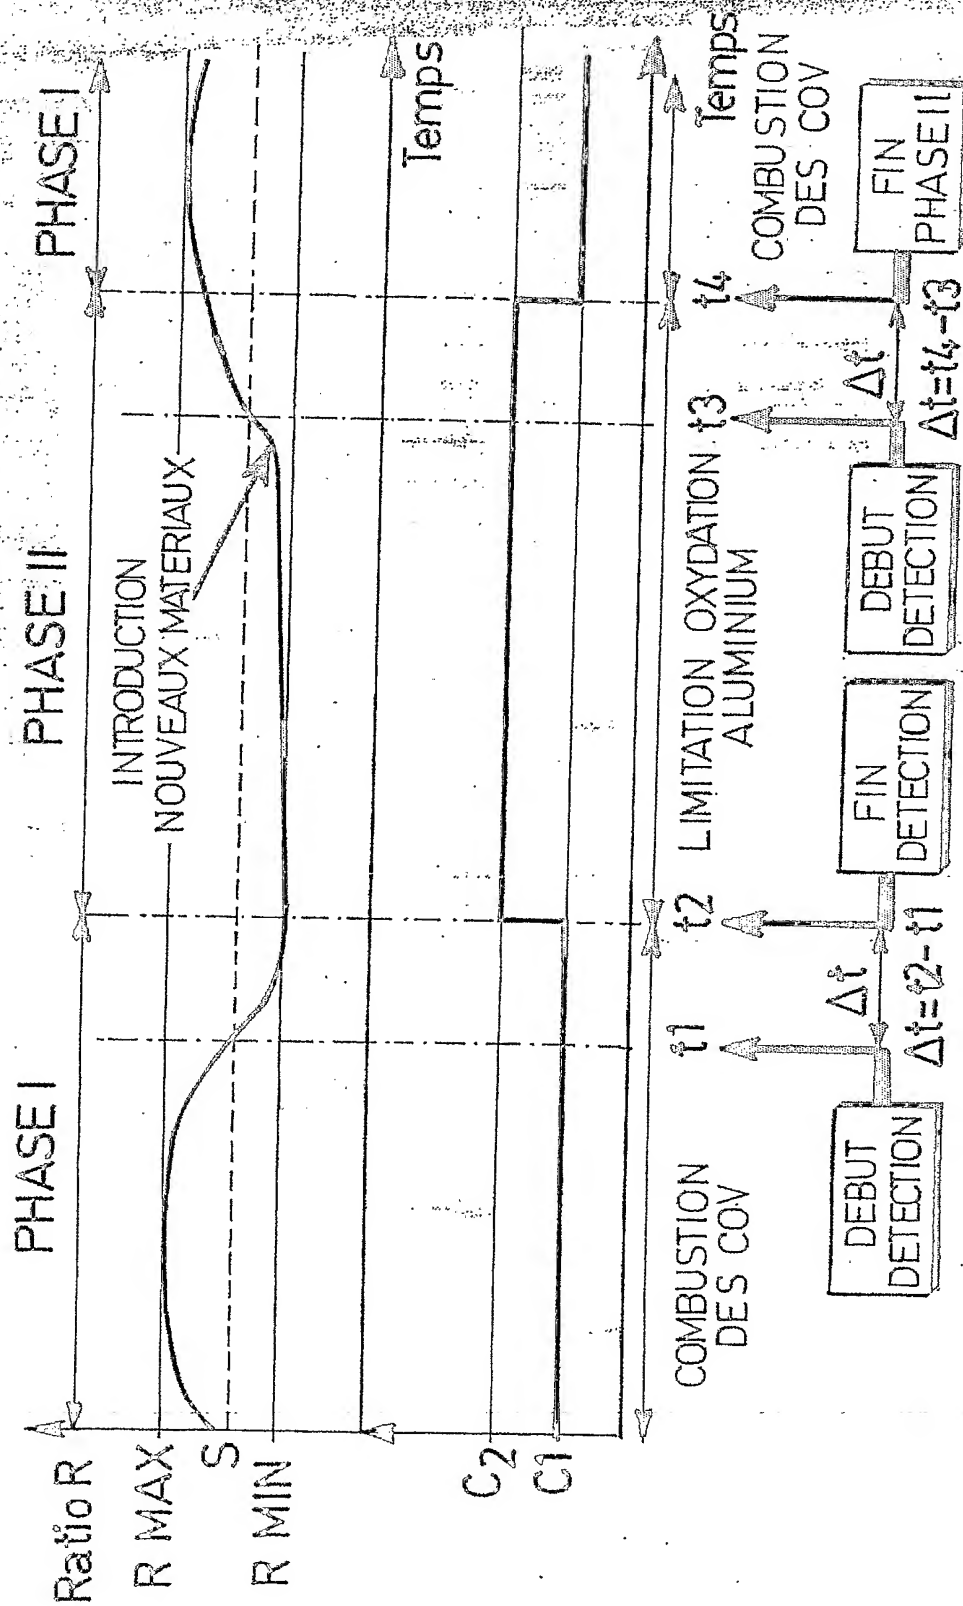 PHASE I
PHASE II
PHASE I
Ratio R
R MAX
S
R MIN
INTRODUCTION
NOUVEAUX MATERIAUX
Temps
C2
C1
Temps
COMBUSTION
DES COV
t1
t2
LIMITATION OXYDATION
ALUMINIUM
t3
t4
COMBUSTION
DES COV
Δt
Δt
DEBUT
DETECTION
Δt=t2-t1
FIN
DETECTION
DEBUT
DETECTION
Δt=t4-t3
FIN
PHASE II